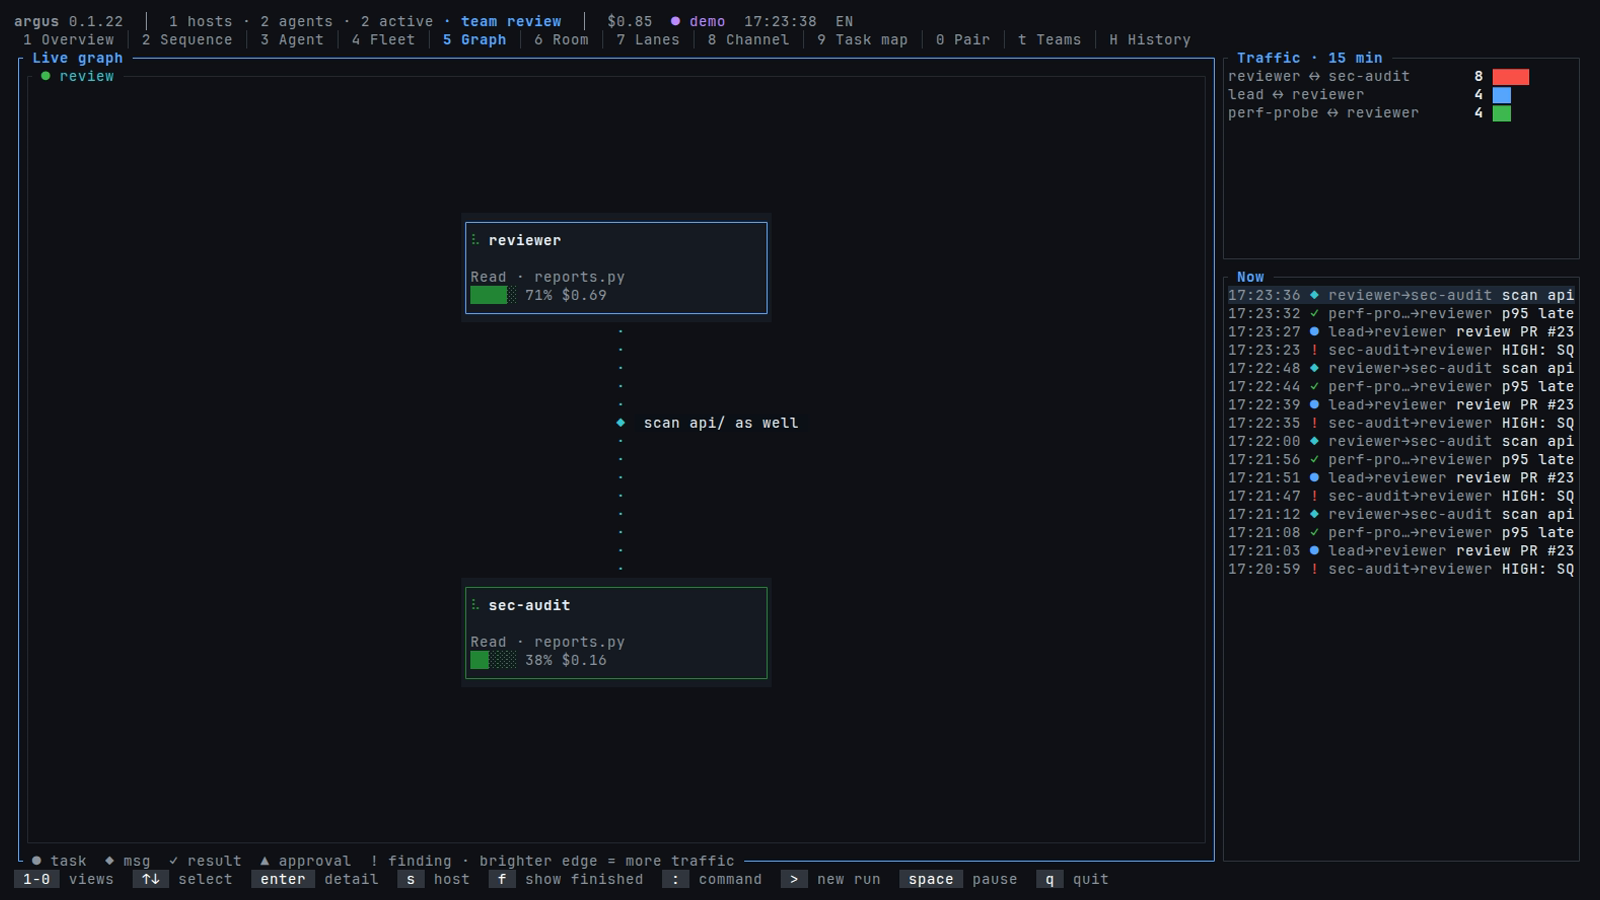 argus 0.1.22 │ 1 hosts · 2 agents · 2 active · team review │ $0.85 ● demo 17:23:38 EN
1 Overview │ 2 Sequence │ 3 Agent │ 4 Fleet │ 5 Graph │ 6 Room │ 7 Lanes │ 8 Channel │ 9 Task map │ 0 Pair │ t Teams │ H History
Live graph
● review
reviewer
Read · reports.py
71% $0.69
◆ scan api/ as well
sec-audit
Read · reports.py
38% $0.16
● task ◆ msg ✓ result ▲ approval ! finding · brighter edge = more traffic
Traffic · 15 min
reviewer ↔ sec-audit 8
lead ↔ reviewer 4
perf-probe ↔ reviewer 4
Now
17:23:36 ◆ reviewer→sec-audit scan api
17:23:32 ✓ perf-pro…→reviewer p95 late
17:23:27 ● lead→reviewer review PR #23
17:23:23 ! sec-audit→reviewer HIGH: SQ
17:22:48 ◆ reviewer→sec-audit scan api
17:22:44 ✓ perf-pro…→reviewer p95 late
17:22:39 ● lead→reviewer review PR #23
17:22:35 ! sec-audit→reviewer HIGH: SQ
17:22:00 ◆ reviewer→sec-audit scan api
17:21:56 ✓ perf-pro…→reviewer p95 late
17:21:51 ● lead→reviewer review PR #23
17:21:47 ! sec-audit→reviewer HIGH: SQ
17:21:12 ◆ reviewer→sec-audit scan api
17:21:08 ✓ perf-pro…→reviewer p95 late
17:21:03 ● lead→reviewer review PR #23
17:20:59 ! sec-audit→reviewer HIGH: SQ
1-0 views ↑↓ select enter detail s host f show finished : command > new run space pause q quit